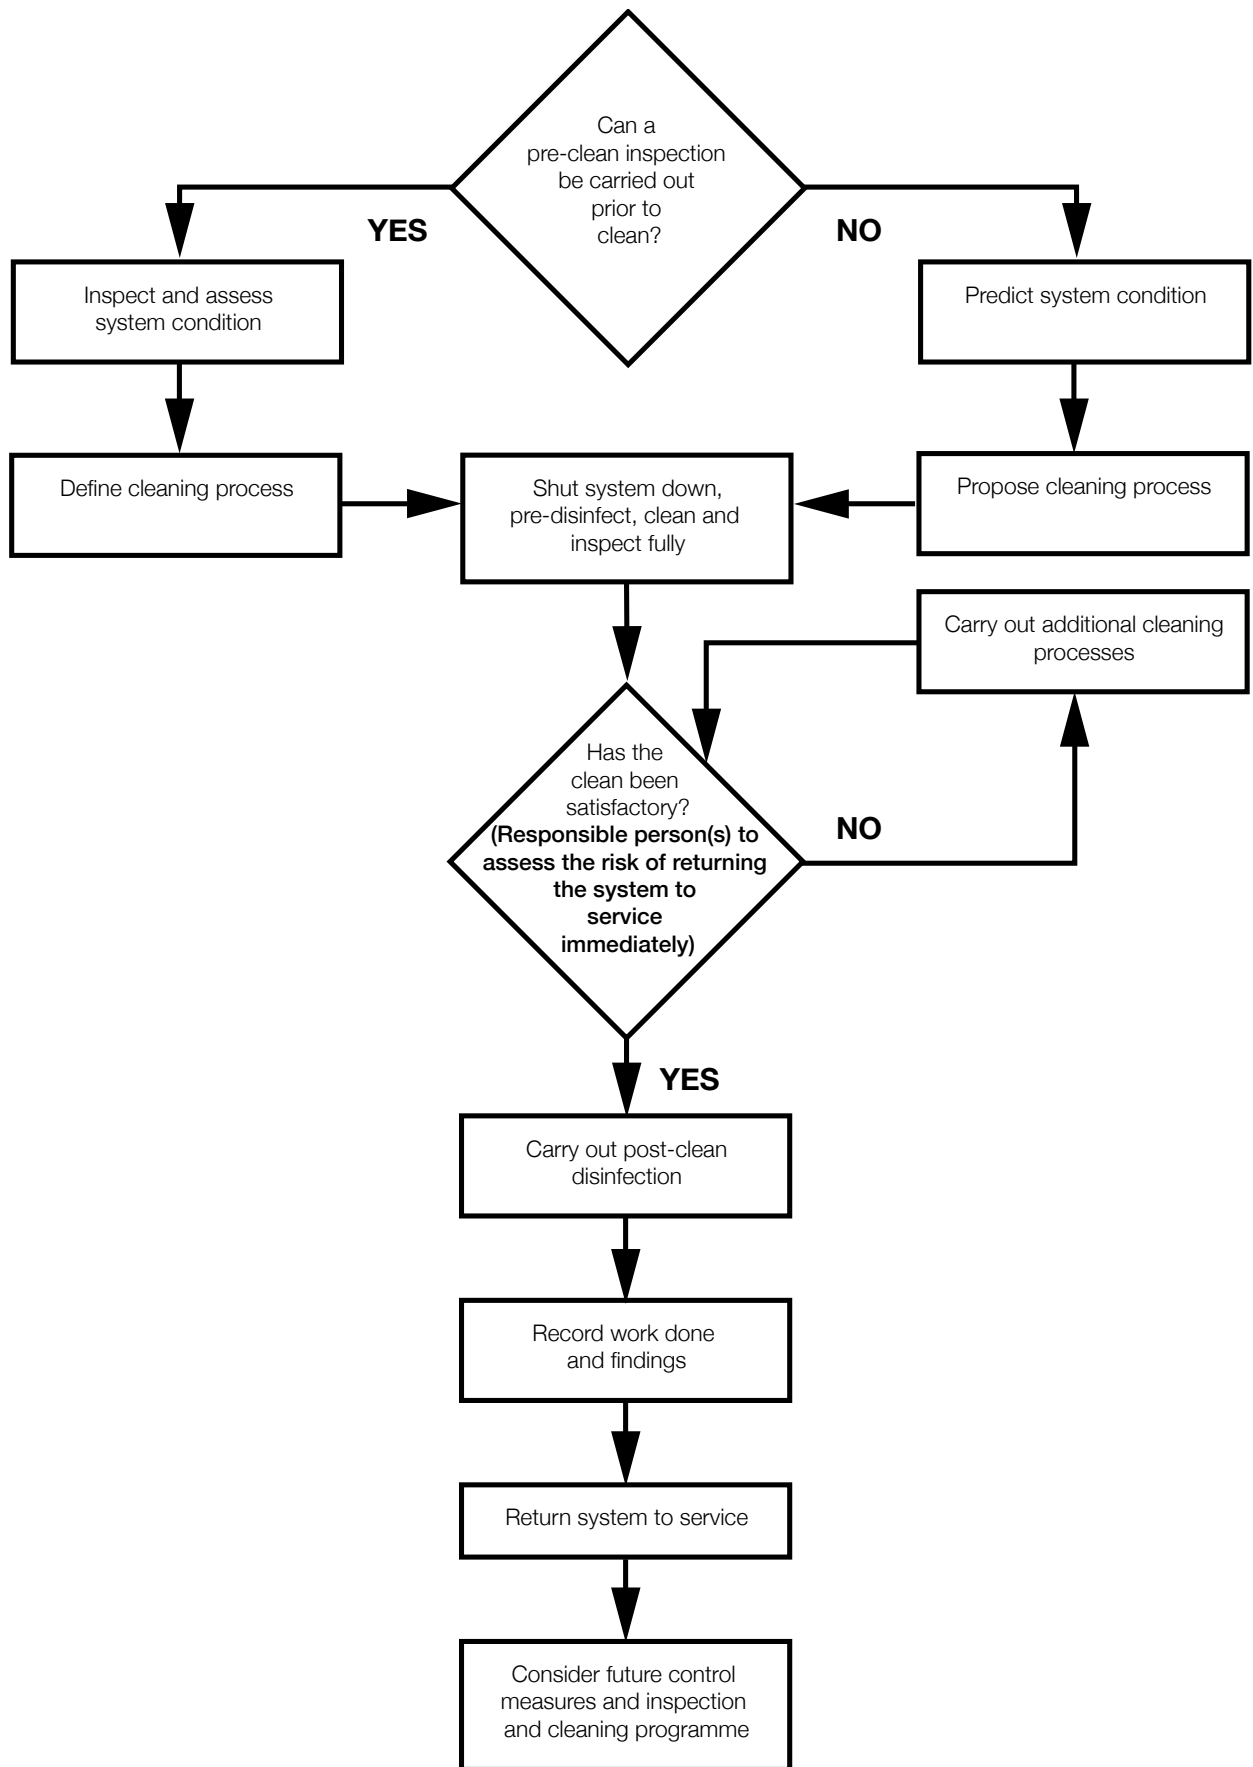 Can a
pre-clean inspection
be carried out
prior to
clean?
YES
NO
Inspect and assess
system condition
Predict system condition
Define cleaning process
Shut system down,
pre-disinfect, clean and
inspect fully
Propose cleaning process
Carry out additional cleaning
processes
Has the
clean been
satisfactory?
(Responsible person(s) to
assess the risk of returning
the system to
service
immediately)
NO
YES
Carry out post-clean
disinfection
Record work done
and findings
Return system to service
Consider future control
measures and inspection
and cleaning programme